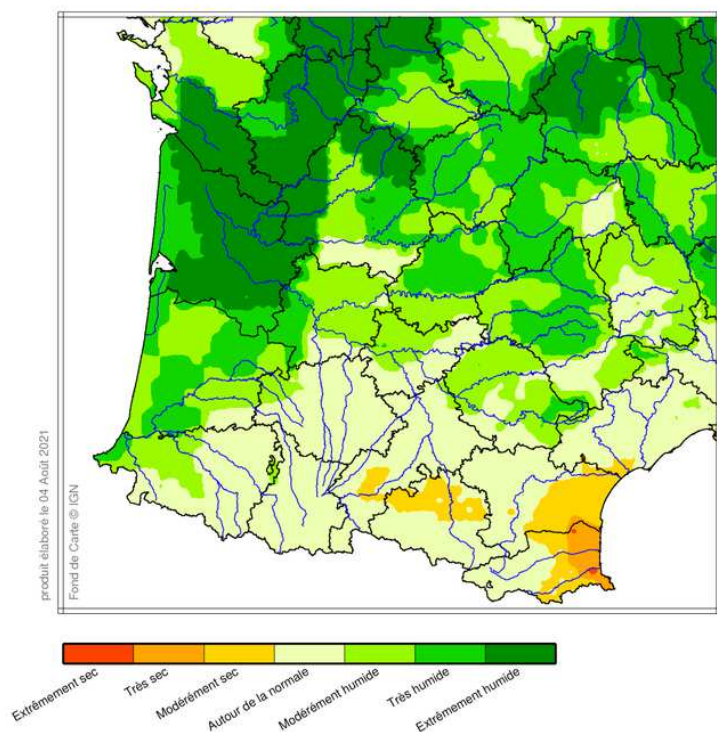 produit élaboré le 04 Août 2021
Fond de Carte © IGN
Extrêmement sec
Très sec
Modérément sec
Autour de la normale
Modérément humide
Très humide
Extrêmement humide